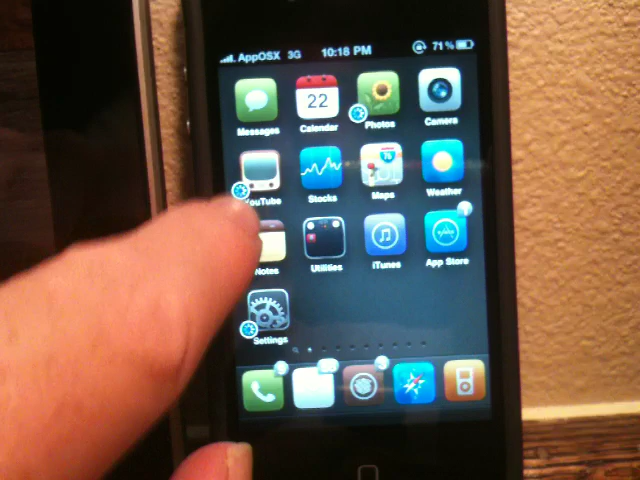 AppOSX 3G 10:18 PM 71%
Messages Calendar Photos Camera
22
YouTube Stocks Maps Weather
Notes Utilities iTunes App Store
Settings